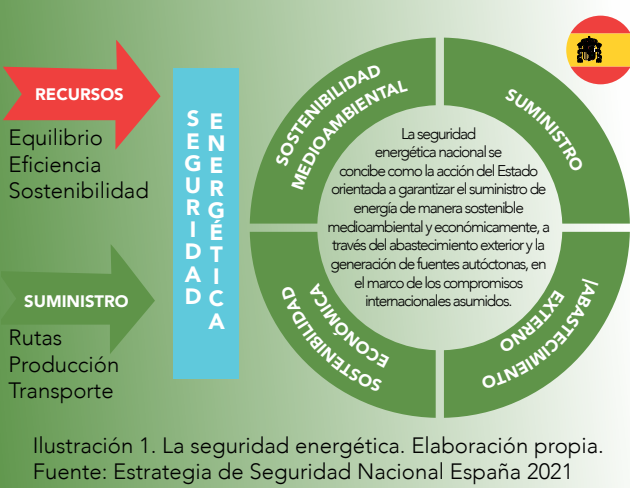 RECURSOS
Equilibrio
Eficiencia
Sostenibilidad
SUMINISTRO
Rutas
Producción
Transporte
SEGURIDAD
ENERGÉTICA
SOSTENIBILIDAD
MEDIOAMBIENTAL
SUMINISTRO
La seguridad
energética nacional se
concibe como la acción del Estado
orientada a garantizar el suministro de
energía de manera sostenible
medioambiental y económicamente, a
través del abastecimiento exterior y la
generación de fuentes autóctonas, en
el marco de los compromisos
internacionales asumidos.
SOSTENIBILIDAD
ECONÓMICA
|ABASTECIMIENTO
EXTERNO
Ilustración 1. La seguridad energética. Elaboración propia.
Fuente: Estrategia de Seguridad Nacional España 2021